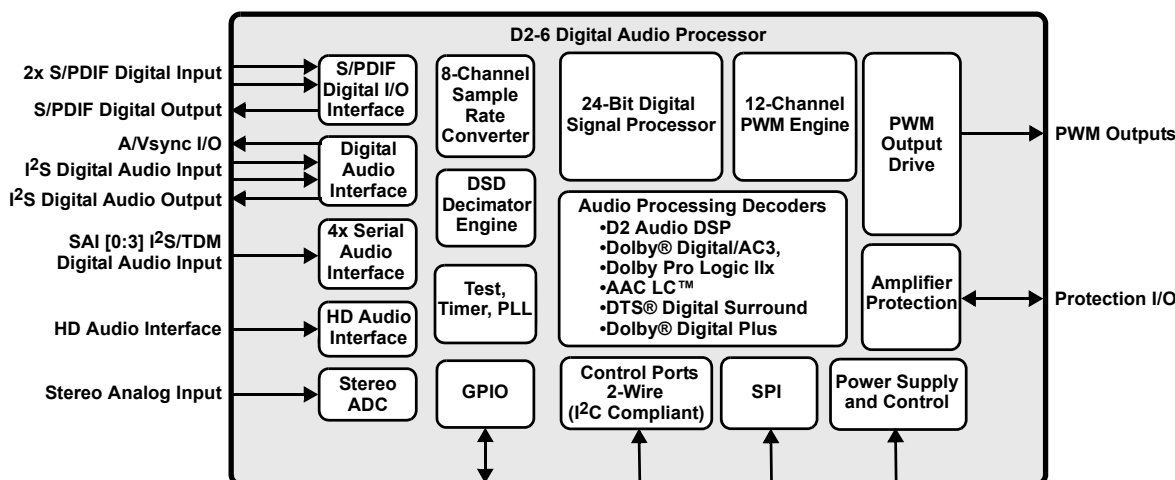 D2-6 Digital Audio Processor
2x S/PDIF Digital Input
S/PDIF Digital Output
A/Vsync I/O
I2S Digital Audio Input
I2S Digital Audio Output
SAI [0:3] I2S/TDM
Digital Audio Input
HD Audio Interface
Stereo Analog Input
S/PDIF
Digital I/O
Interface
Digital
Audio
Interface
4x Serial
Audio
Interface
HD Audio
Interface
Stereo
ADC
8-Channel
Sample
Rate
Converter
DSD
Decimator
Engine
Test,
Timer, PLL
GPIO
24-Bit Digital
Signal Processor
12-Channel
PWM Engine
Audio Processing Decoders
•D2 Audio DSP
•Dolby® Digital/AC3,
•Dolby Pro Logic IIx
•AAC LC™
•DTS® Digital Surround
•Dolby® Digital Plus
Control Ports
2-Wire
(I2C Compliant)
SPI
PWM
Output
Drive
Amplifier
Protection
Power Supply
and Control
PWM Outputs
Protection I/O